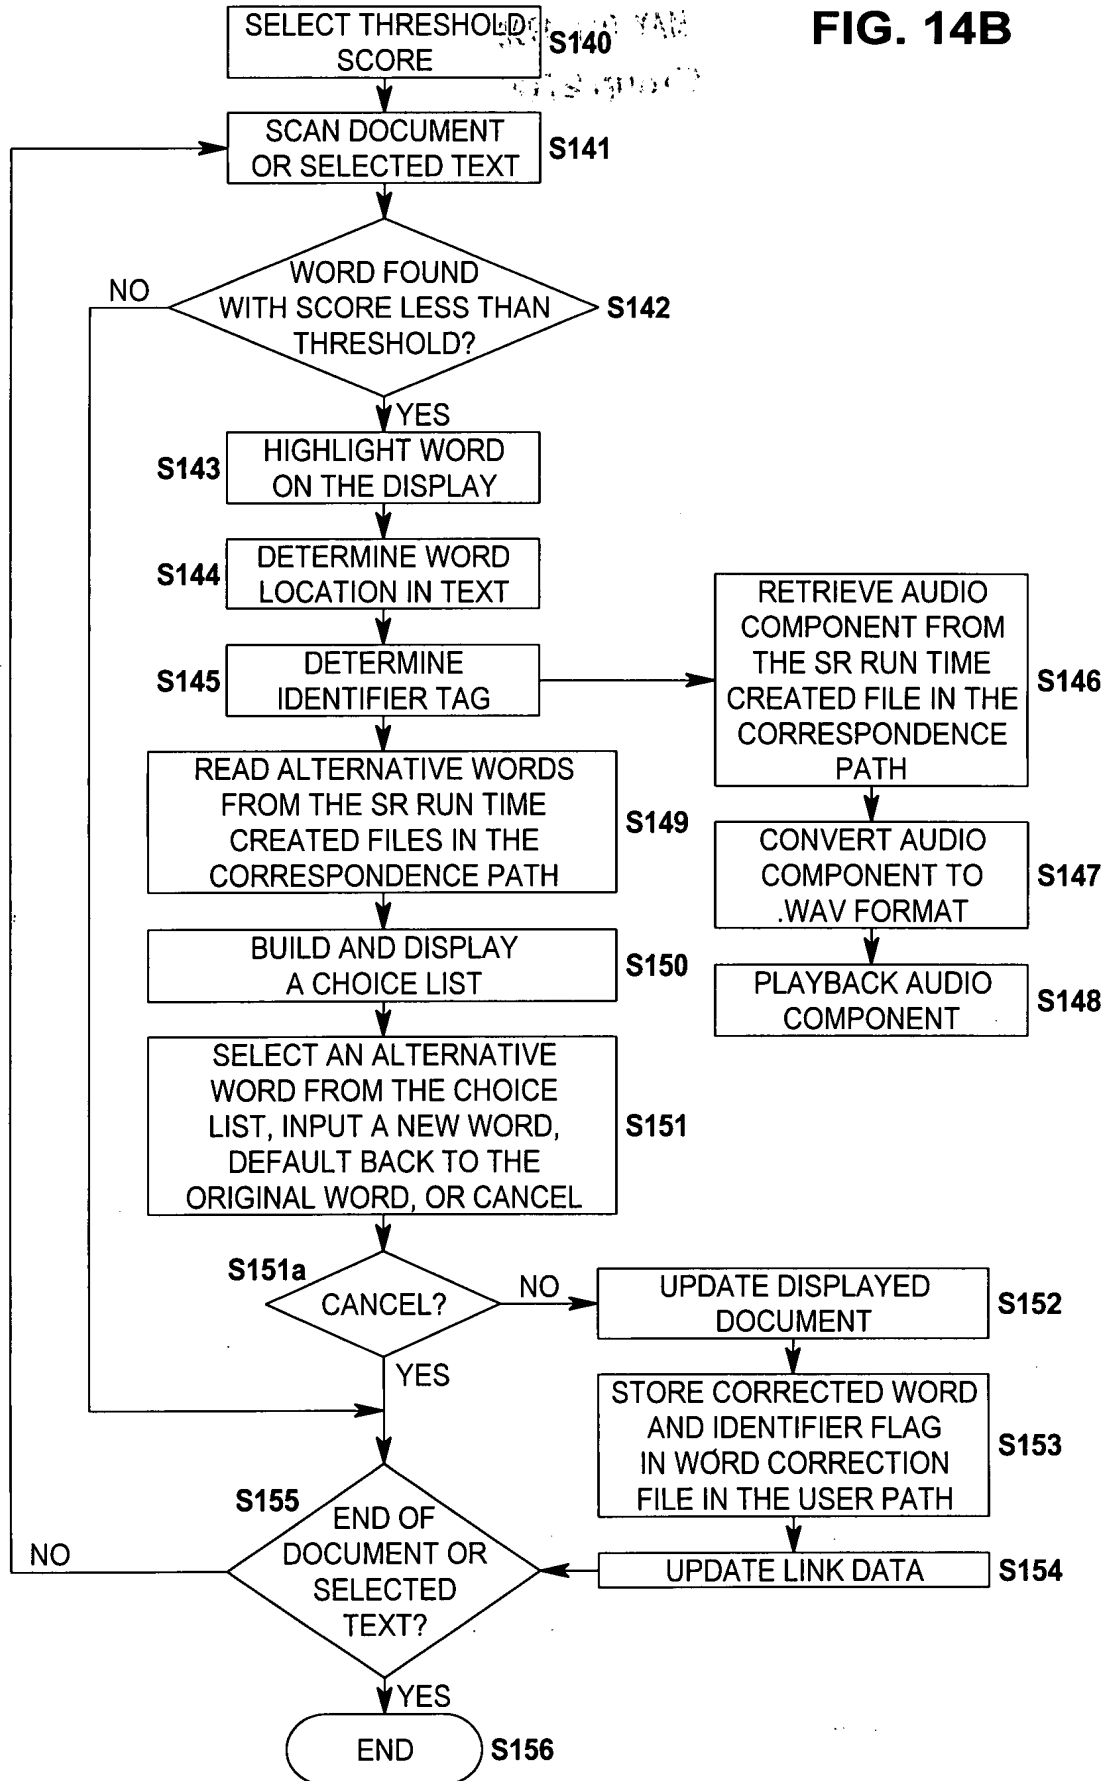 FIG. 14B
SELECT THRESHOLD
SCORE
S140
SCAN DOCUMENT
OR SELECTED TEXT
S141
WORD FOUND
WITH SCORE LESS THAN
THRESHOLD?
S142
NO
YES
S143
HIGHLIGHT WORD
ON THE DISPLAY
S144
DETERMINE WORD
LOCATION IN TEXT
S145
DETERMINE
IDENTIFIER TAG
RETRIEVE AUDIO
COMPONENT FROM
THE SR RUN TIME
CREATED FILE IN THE
CORRESPONDENCE
PATH
S146
CONVERT AUDIO
COMPONENT TO
.WAV FORMAT
S147
PLAYBACK AUDIO
COMPONENT
S148
READ ALTERNATIVE WORDS
FROM THE SR RUN TIME
CREATED FILES IN THE
CORRESPONDENCE PATH
S149
BUILD AND DISPLAY
A CHOICE LIST
S150
SELECT AN ALTERNATIVE
WORD FROM THE CHOICE
LIST, INPUT A NEW WORD,
DEFAULT BACK TO THE
ORIGINAL WORD, OR CANCEL
S151
S151a
CANCEL?
NO
YES
UPDATE DISPLAYED
DOCUMENT
S152
STORE CORRECTED WORD
AND IDENTIFIER FLAG
IN WORD CORRECTION
FILE IN THE USER PATH
S153
UPDATE LINK DATA
S154
S155
END OF
DOCUMENT OR
SELECTED
TEXT?
NO
YES
END
S156